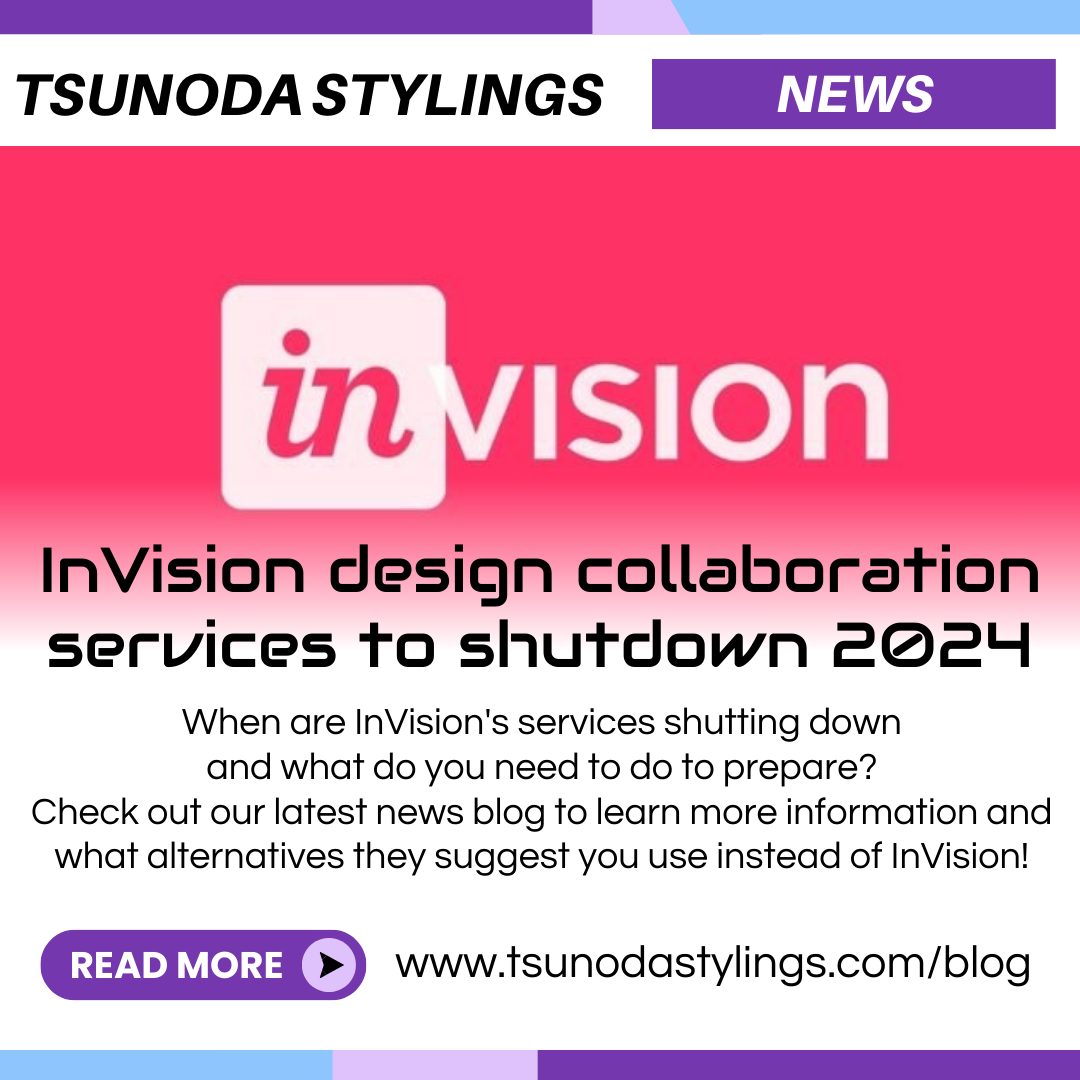 TSUNODA STYLINGS
NEWS
in VISION
InVision design collaboration
services to shutdown 2024
When are InVision's services shutting down
and what do you need to do to prepare?
Check out our latest news blog to learn more information and
what alternatives they suggest you use instead of InVision!
READ MORE
www.tsunodastylings.com/blog